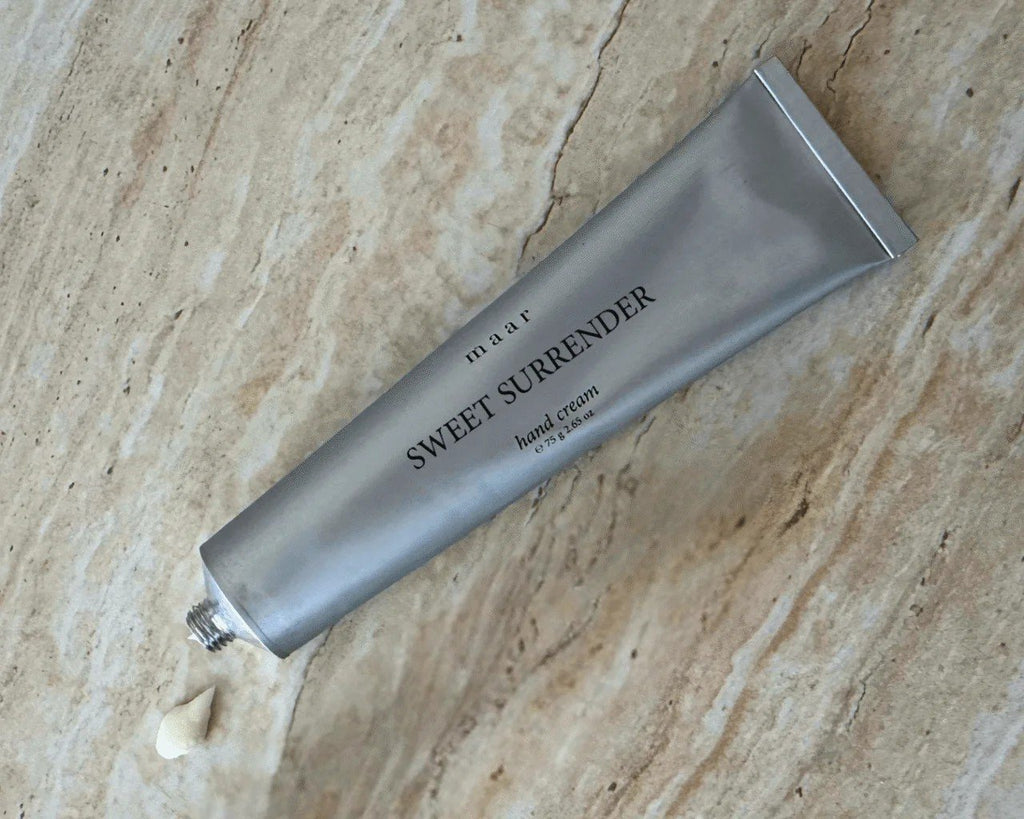 maar
SWEET SURRENDER
hand cream
℮ 75 g 2.65 oz